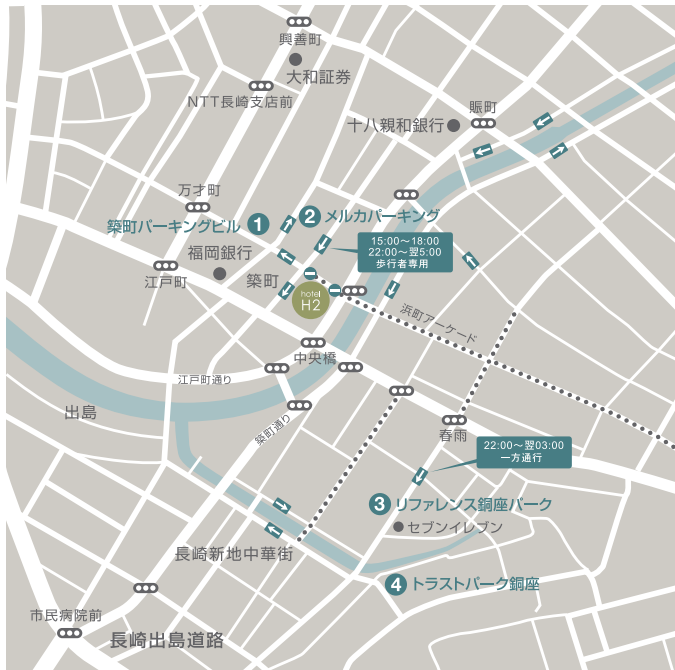 興善町
大和証券
NTT長崎支店前
賑町
十八親和銀行
万才町
築町パーキングビル 1
2 メルカパーキング
15:00〜18:00
22:00〜翌5:00
歩行者専用
福岡銀行
江戸町
築町
hotel
H2
浜町アーケード
中央橋
江戸町通り
出島
築町通り
春雨
22:00〜翌03:00
一方通行
3 リファレンス銅座パーク
セブンイレブン
長崎新地中華街
4 トラストパーク銅座
市民病院前
長崎出島道路